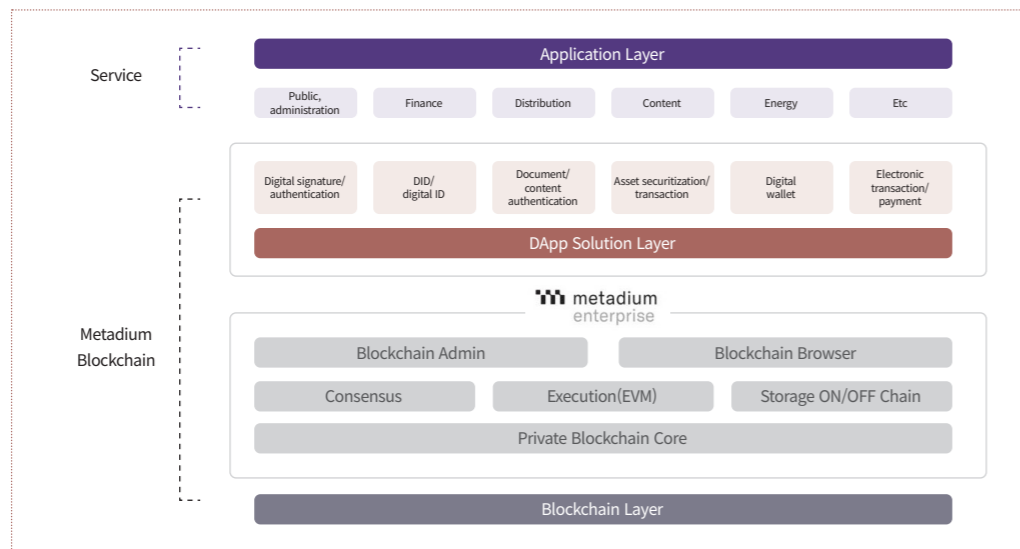 Service
Application Layer
Public,
administration
Finance
Distribution
Content
Energy
Etc
Metadium
Blockchain
Digital signature/
authentication
DID/
digital ID
Document/
content
authentication
Asset securitization/
transaction
Digital
wallet
Electronic
transaction/
payment
DApp Solution Layer
metadium
enterprise
Blockchain Admin
Blockchain Browser
Consensus
Execution(EVM)
Storage ON/OFF Chain
Private Blockchain Core
Blockchain Layer